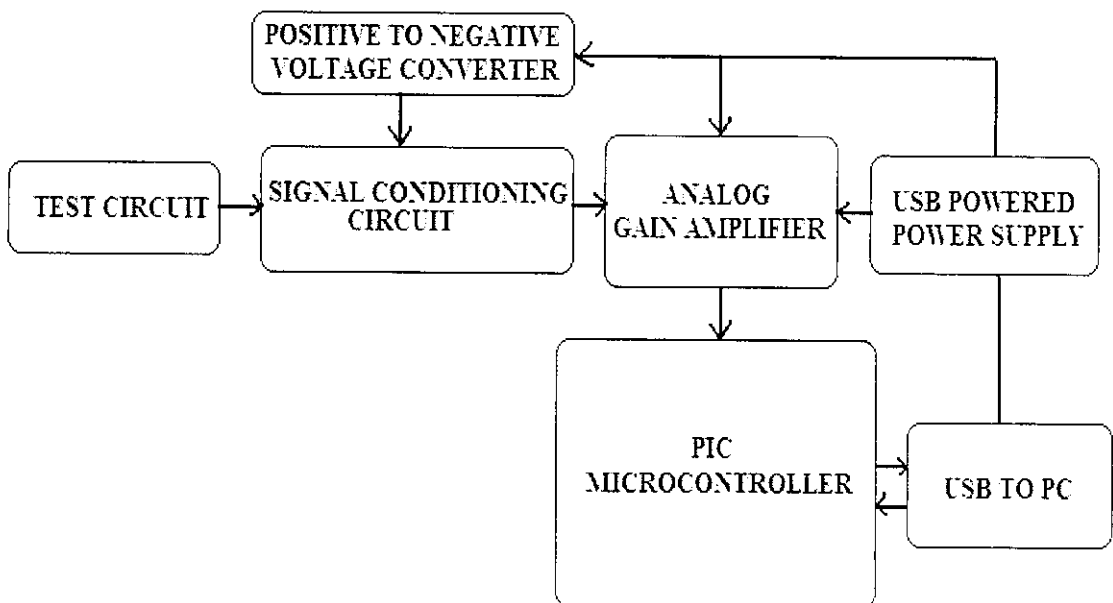 POSITIVE TO NEGATIVE
VOLTAGE CONVERTER
TEST CIRCUIT
SIGNAL CONDITIONING
CIRCUIT
ANALOG
GAIN AMPLIFIER
USB POWERED
POWER SUPPLY
PIC
MICROCONTROLLER
USB TO PC